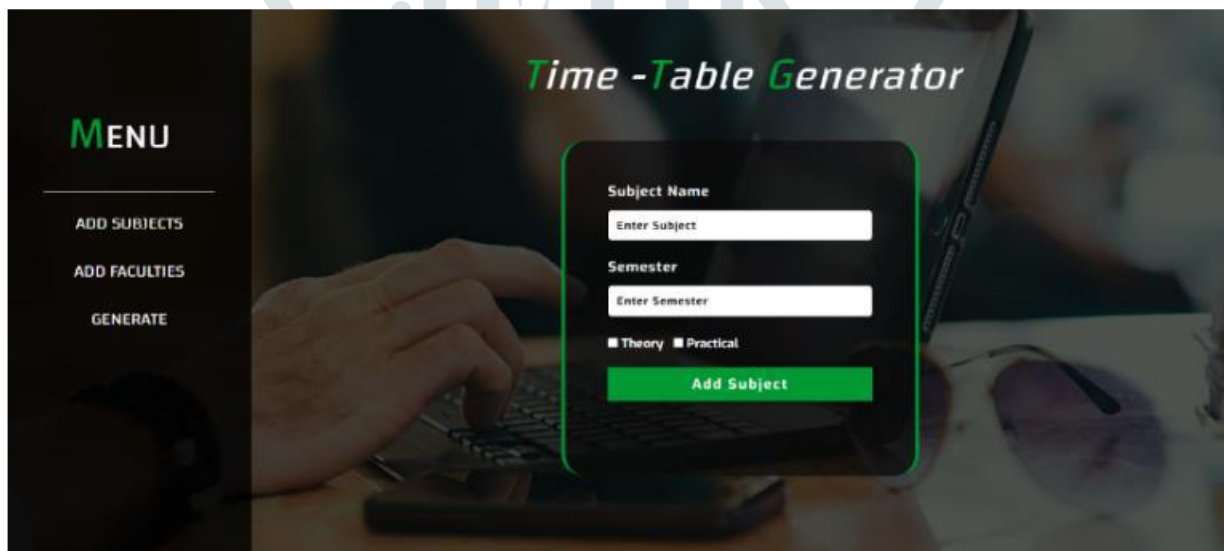 Time -Table Generator
MENU
ADD SUBJECTS
ADD FACULTIES
GENERATE
Subject Name
Enter Subject
Semester
Enter Semester
Theory Practical
Add Subject